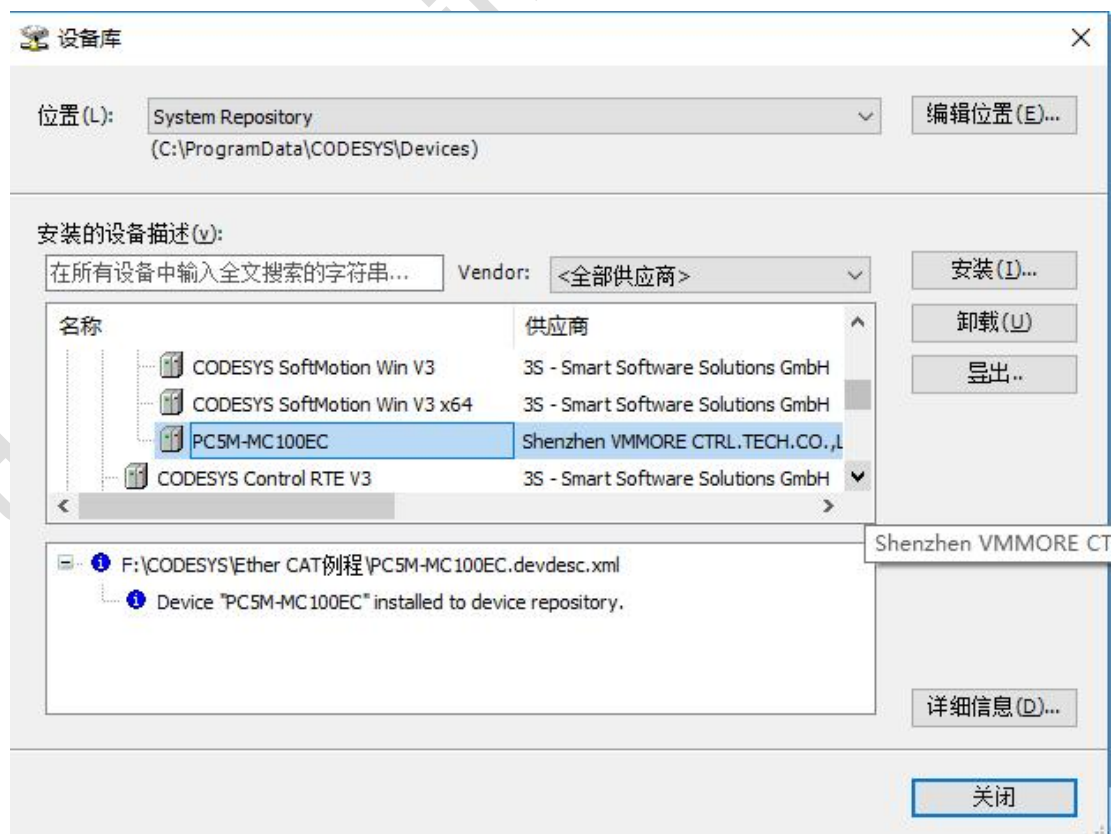 设备库
位置(L): System Repository 编辑位置(E)...
(C:\ProgramData\CODESYS\Devices)
安装的设备描述(v):
在所有设备中输入全文搜索的字符串... Vendor: <全部供应商> 安装(I)...
名称 供应商 卸载(U)
CODESYS SoftMotion Win V3 3S - Smart Software Solutions GmbH 导出..
CODESYS SoftMotion Win V3 x64 3S - Smart Software Solutions GmbH
PC5M-MC100EC Shenzhen VMMORE CTRL.TECH.CO.,L
CODESYS Control RTE V3 3S - Smart Software Solutions GmbH
Shenzhen VMMORE CT
F:\CODESYS\Ether CAT例程\PC5M-MC100EC.devdesc.xml
Device "PC5M-MC100EC" installed to device repository.
详细信息(D)...
关闭